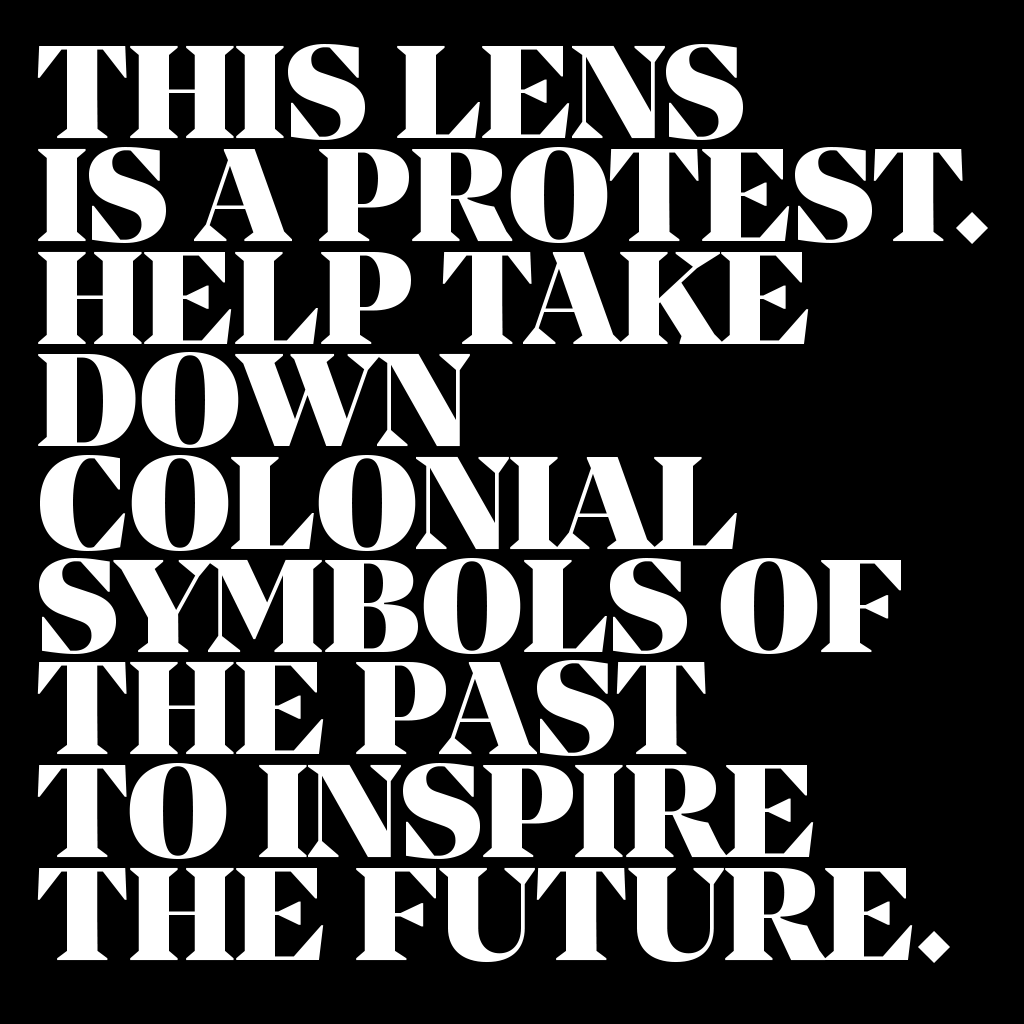 THIS LENS
IS A PROTEST.
HELP TAKE
DOWN
COLONIAL
SYMBOLS OF
THE PAST
TO INSPIRE
THE FUTURE.